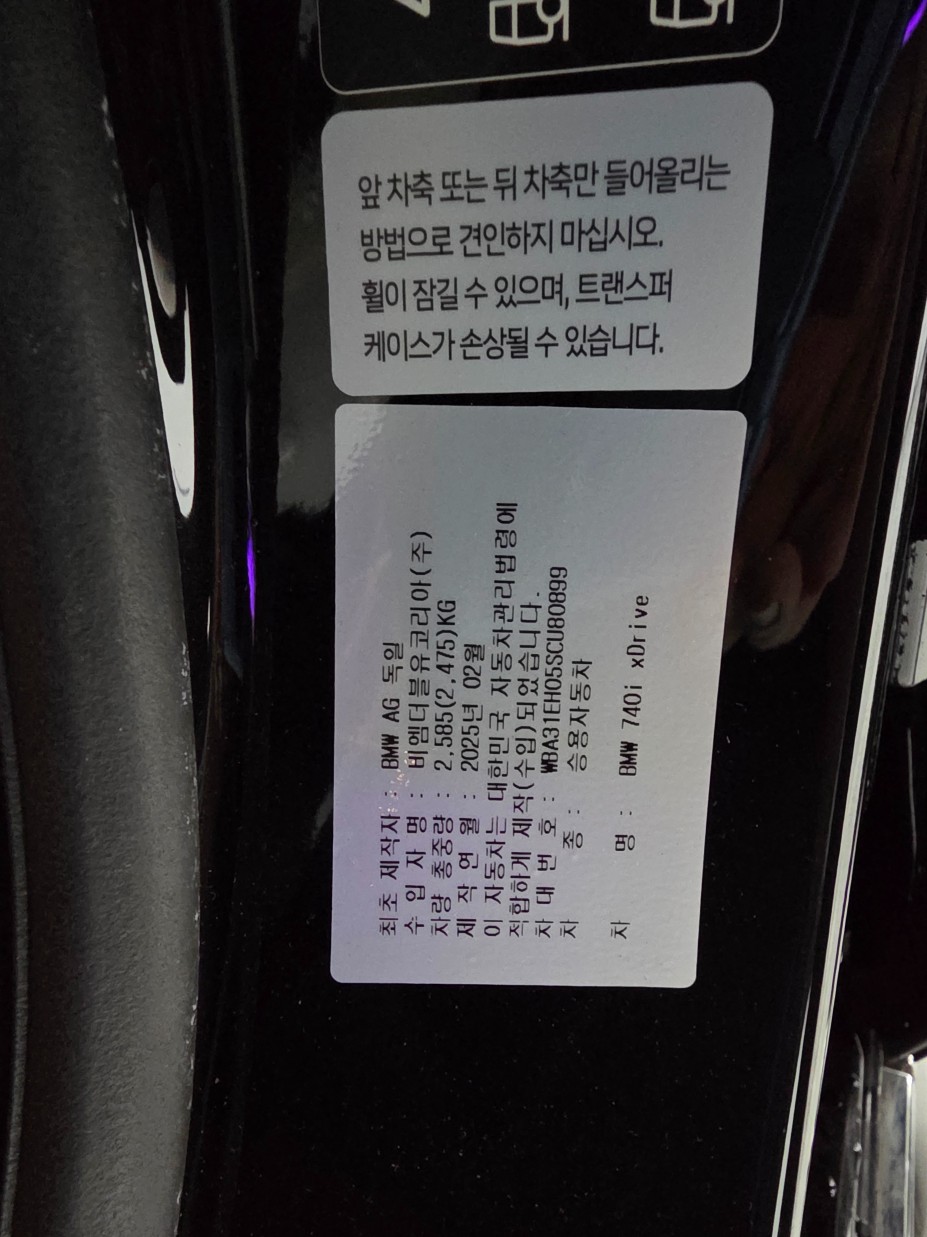 앞 차축 또는 뒤 차축만 들어올리는
방법으로 견인하지 마십시오.
휠이 잠길 수 있으며, 트랜스퍼
케이스가 손상될 수 있습니다.
최초 제작자 : BMW AG 독일
수 입 자 명 : 비엠더블유코리아(주)
차량 총중량 : 2.585(2,475)KG
제 작 연 월 : 2025년 02월
이 자동차는 대한민국 자동차관리법령에
적합하게 제작(수입)되었습니다.
차 대 번 호 : WBA31EH05SCU80899
차 종 : 승용자동차
차 명 : BMW 740i xDrive